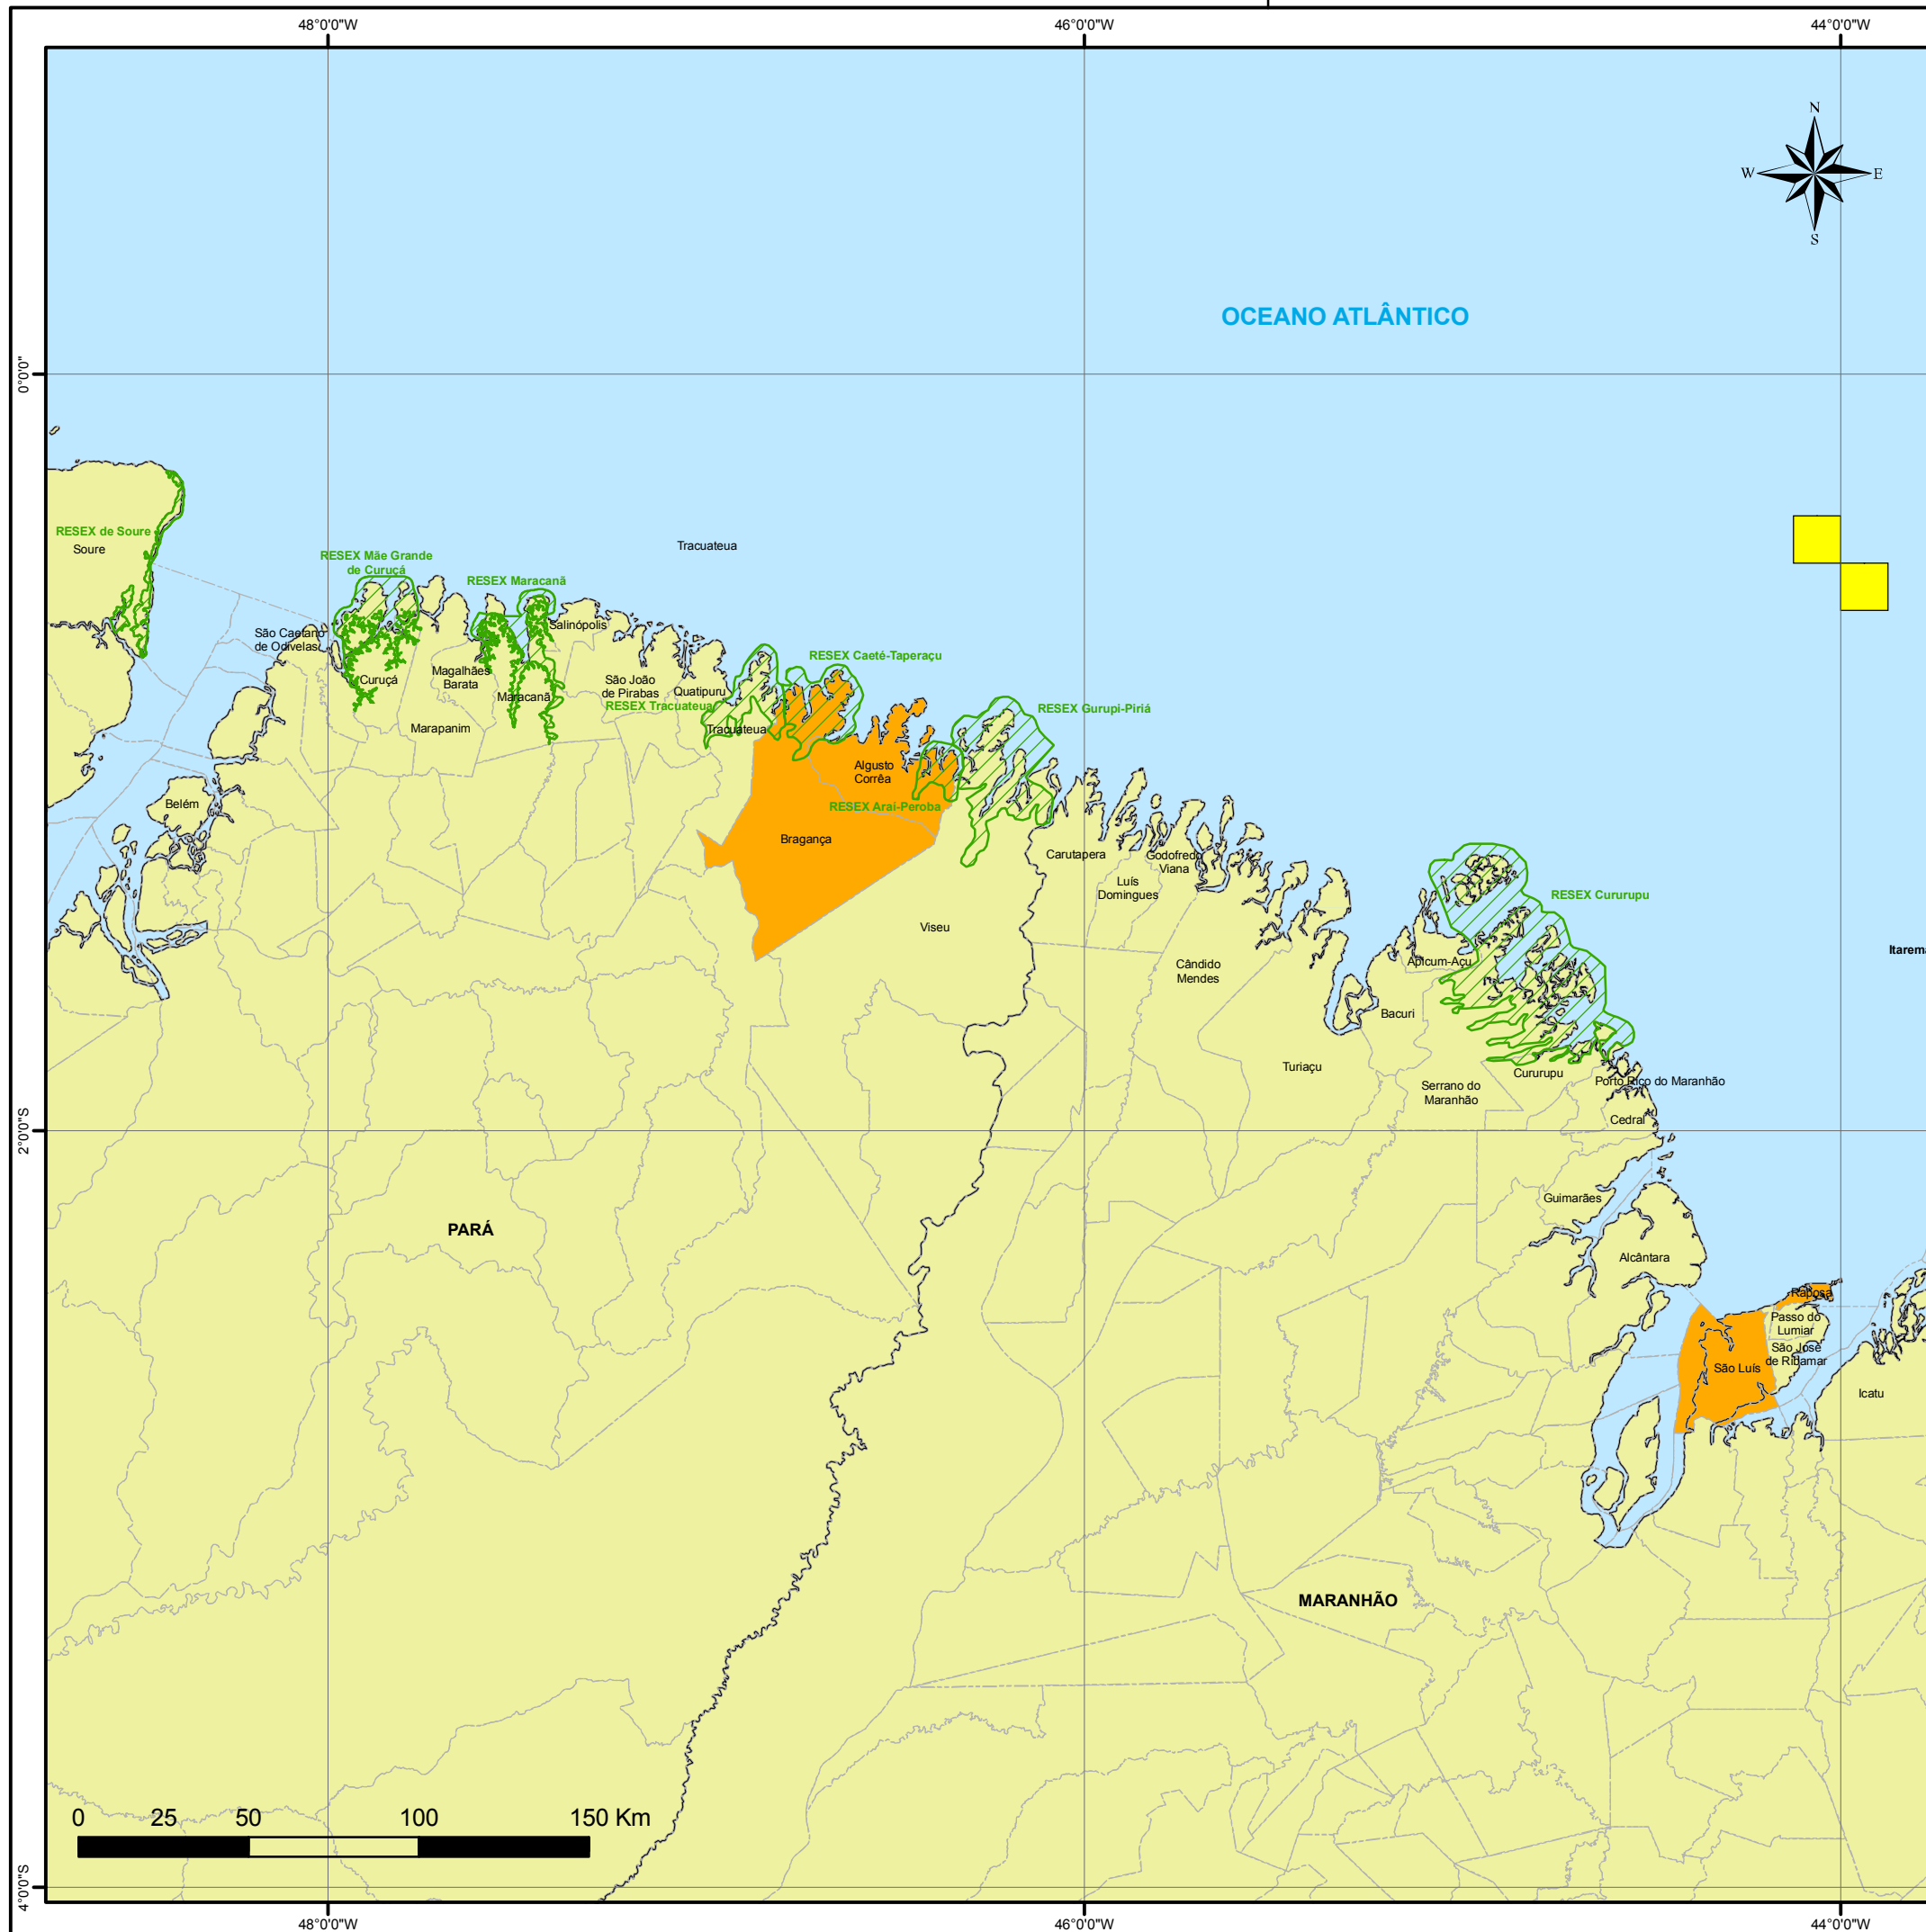 48°0'0"W
46°0'0"W
44°0'0"W
N
W
E
S
OCEANO ATLÂNTICO
0°0'0"
RESEX de Soure
Soure
Tracuateua
RESEX Mãe Grande
de Curuçá
RESEX Maracanã
Salinópolis
São Caetano
de Odivelas
RESEX Caeté-Taperaçu
Magalhães
Barata
Curuçá
São João
de Pirabas
Quatipuru
Maracanã
RESEX Tracuateua
RESEX Gurupi-Piriá
Marapanim
Tracuateua
Algusto
Corrêa
Belém
RESEX Araí-Peroba
Bragança
Carutapera
Godofredo
Viana
Luís
Domingues
RESEX Cururupu
Viseu
Itarema
Apicum-Açu
Cândido
Mendes
Bacuri
Turiaçu
Cururupu
Porto Rico do Maranhão
Serrano do
Maranhão
Cedral
2°0'0"S
Guimarães
PARÁ
Alcântara
Raposa
Passo do
Lumiar
São José
de Ribamar
São Luís
Icatu
MARANHÃO
0 25 50 100 150 Km
4°0'0"S
48°0'0"W
46°0'0"W
44°0'0"W